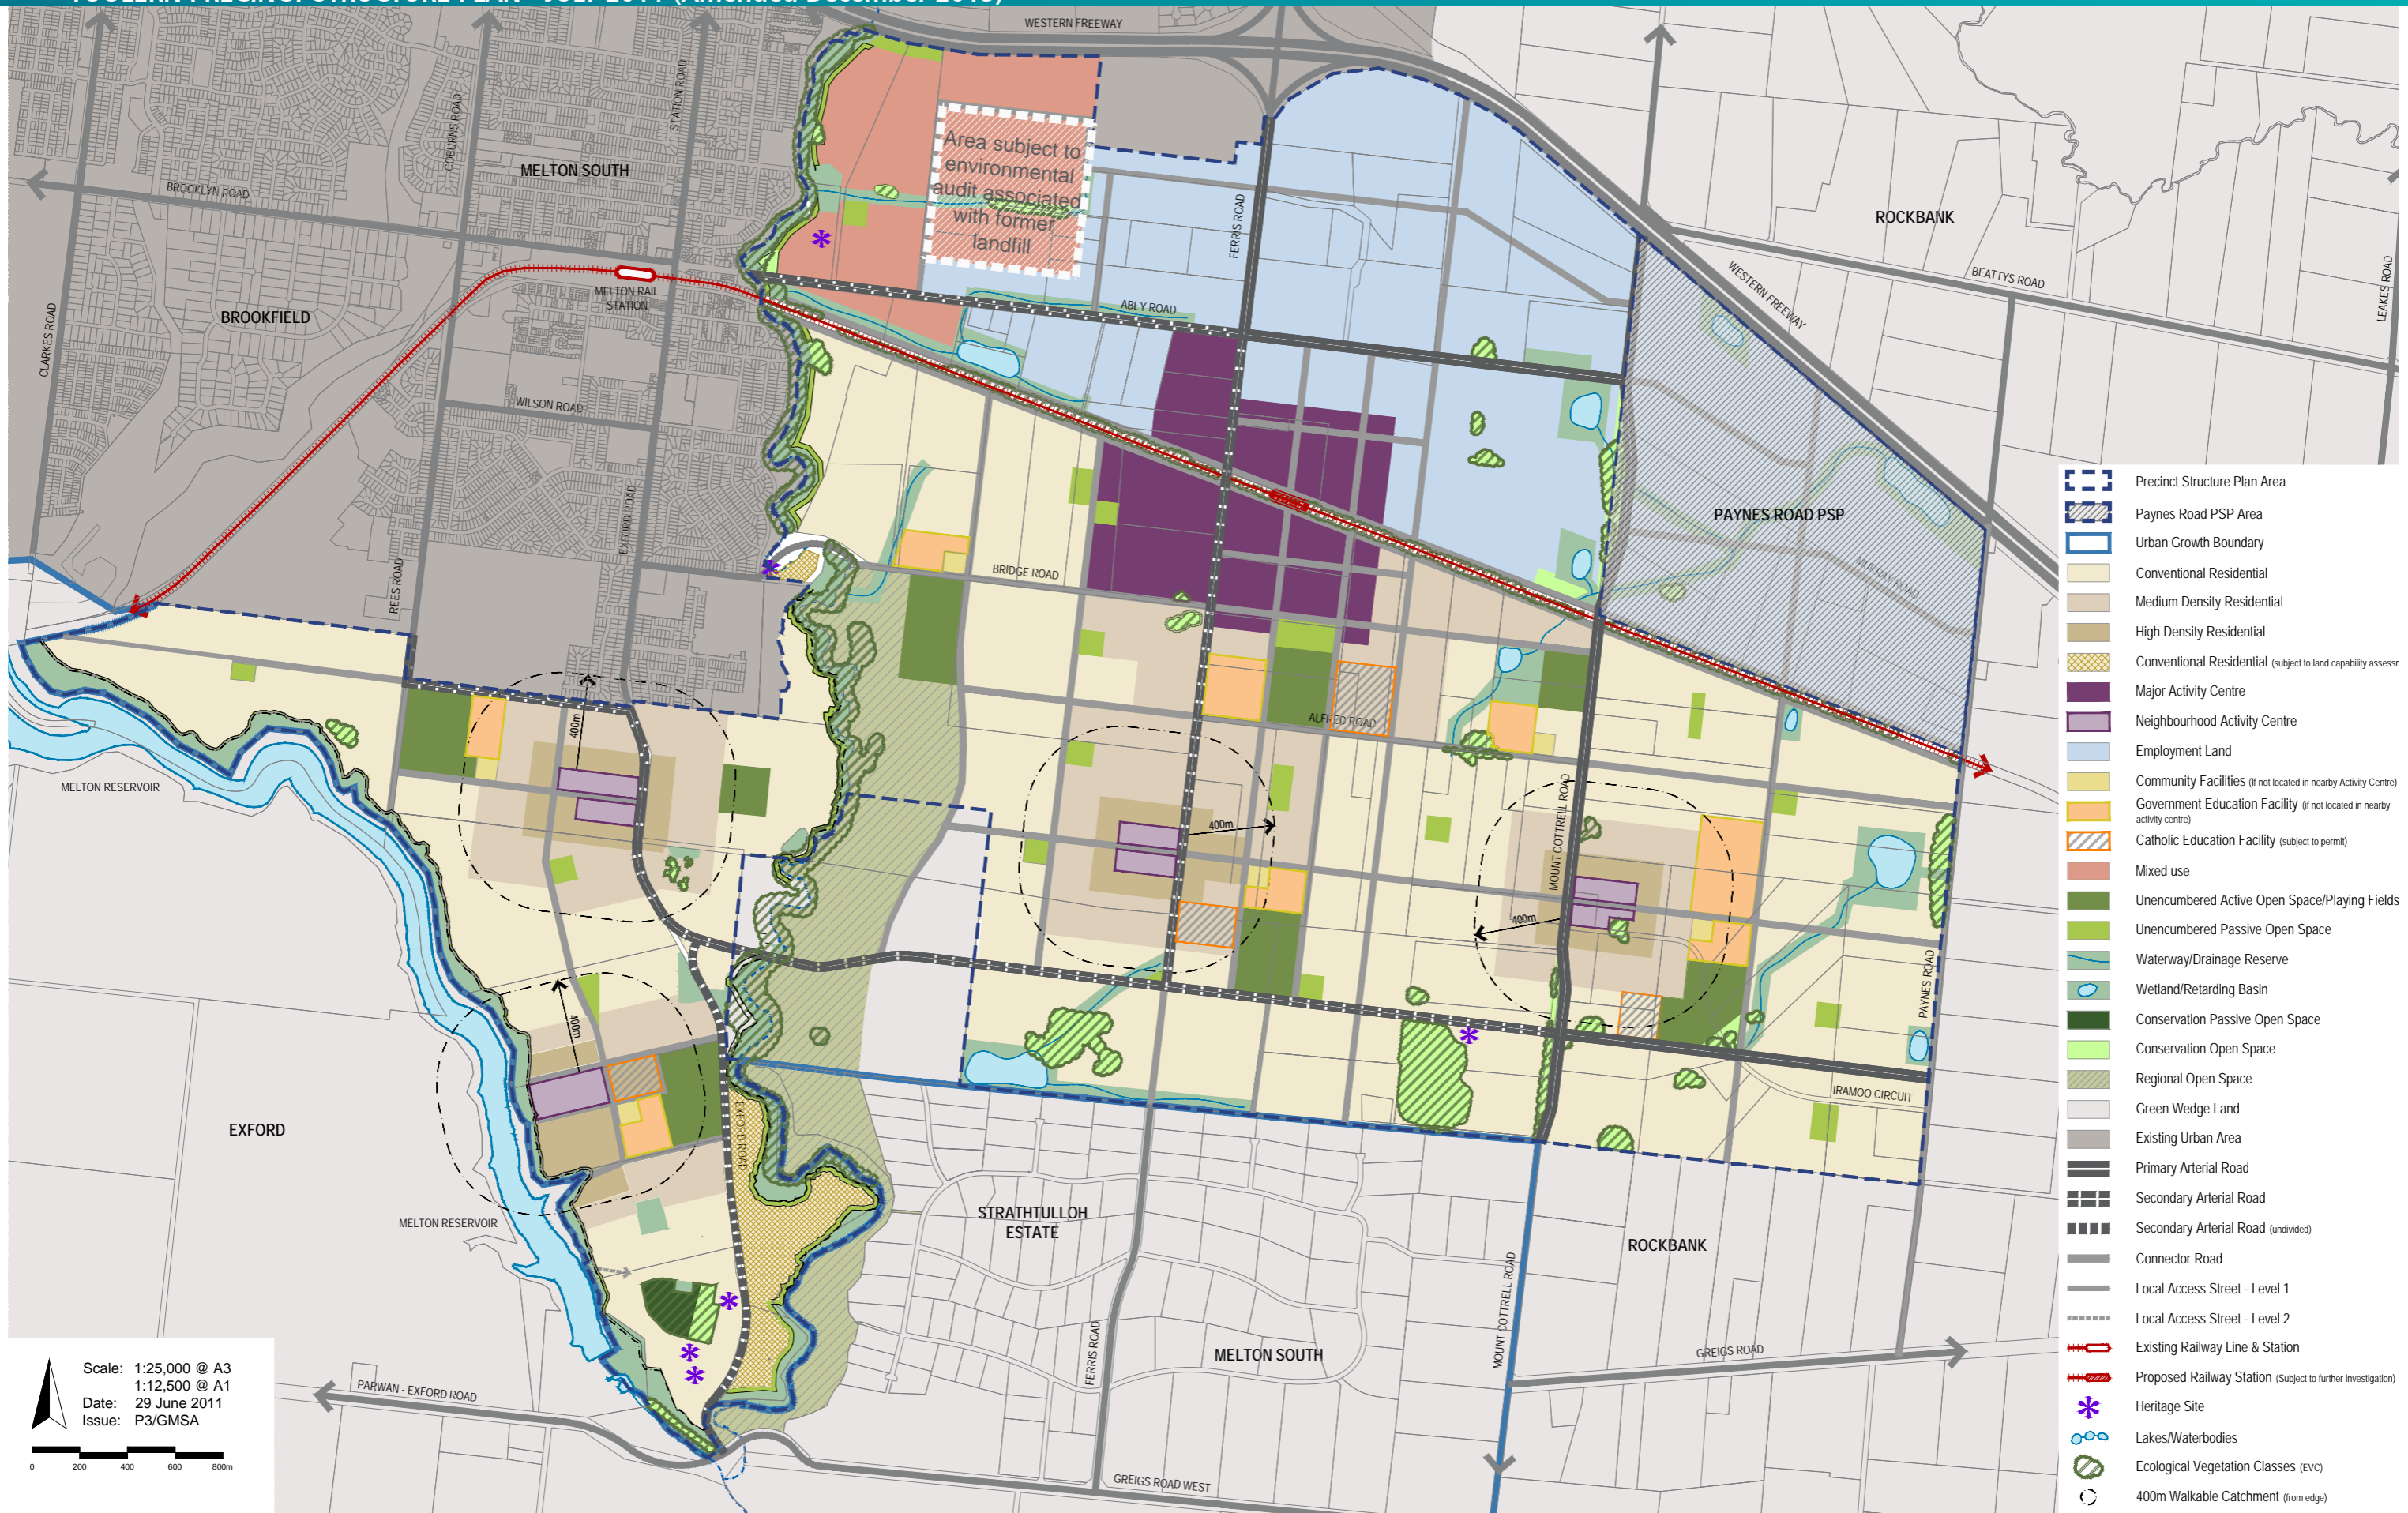 WESTERN FREEWAY
COBURNS ROAD
STATION ROAD
MELTON SOUTH
BROOKLYN ROAD
Area subject to
environmental
audit associated
with former
landfill
FERRIS ROAD
ROCKBANK
BEATTYS ROAD
LEAKES ROAD
WESTERN FREEWAY
MELTON RAIL
STATION
ABEY ROAD
BROOKFIELD
CLARKES ROAD
WILSON ROAD
EXFORD ROAD
PAYNES ROAD PSP
MURRAY ROAD
BRIDGE ROAD
REES ROAD
400m
ALFRED ROAD
MELTON RESERVOIR
MOUNT COTTRELL ROAD
400m
400m
PAYNES ROAD
400m
IRAMOO CIRCUIT
EXFORD
EXFORD ROAD
MELTON RESERVOIR
STRATHTULLOH
ESTATE
ROCKBANK
MOUNT COTTRELL ROAD
FERRIS ROAD
MELTON SOUTH
GREIGS ROAD
PARWAN - EXFORD ROAD
GREIGS ROAD WEST
Precinct Structure Plan Area
Paynes Road PSP Area
Urban Growth Boundary
Conventional Residential
Medium Density Residential
High Density Residential
Conventional Residential (subject to land capability
Major Activity Centre
Neighbourhood Activity Centre
Employment Land
Community Facilities (If not located in nearby Activity Centre)
Government Education Facility (if not located in nearby
activity centre)
Catholic Education Facility (subject to permit)
Mixed use
Unencumbered Active Open Space/Playing Fields
Unencumbered Passive Open Space
Waterway/Drainage Reserve
Wetland/Retarding Basin
Conservation Passive Open Space
Conservation Open Space
Regional Open Space
Green Wedge Land
Existing Urban Area
Primary Arterial Road
Secondary Arterial Road
Secondary Arterial Road (undivided)
Connector Road
Local Access Street - Level 1
Local Access Street - Level 2
Existing Railway Line & Station
Proposed Railway Station (Subject to further investigation)
Heritage Site
Lakes/Waterbodies
Ecological Vegetation Classes (EVC)
400m Walkable Catchment (from edge)
Scale: 1:25,000 @ A3
1:12,500 @ A1
Date: 29 June 2011
Issue: P3/GMSA
0 200 400 600 800m